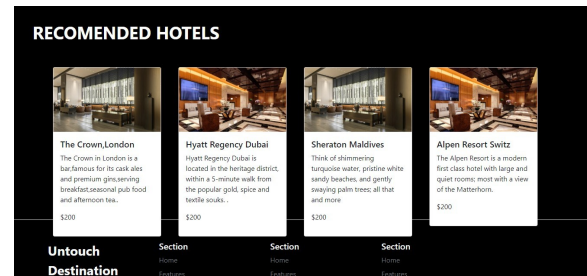 RECOMENDED HOTELS
The Crown,London
The Crown in London is a
bar,famous for its cask ales
and premium gins,serving
breakfast,seasonal pub food
and afternoon tea..
$200
Hyatt Regency Dubai
Hyatt Regency Dubai is
located in the heritage district,
within a 5-minute walk from
the popular gold, spice and
textile souks. .
$200
Sheraton Maldives
Think of shimmering
turquoise water, pristine white
sandy beaches, and gently
swaying palm trees; all that
and more
$200
Alpen Resort Switz
The Alpen Resort is a modern
first class hotel with large and
quiet rooms; most with a view
of the Matterhorn.
$200
Untouch
Destination
Section
Home
Features
Section
Home
Features
Section
Home
Features